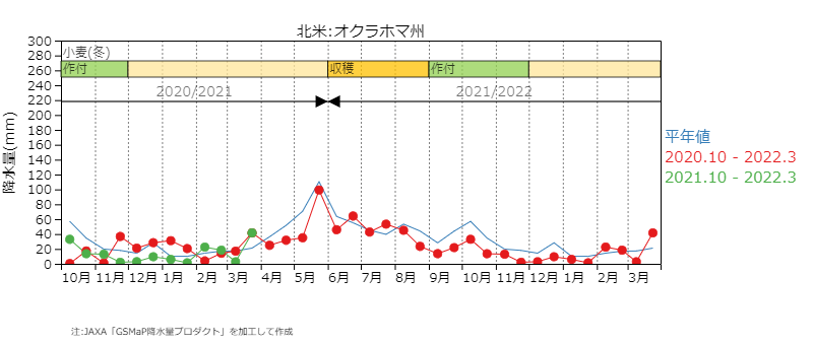 北米:オクラホマ州
300
280
260
240
220
200
180
160
140
120
100
80
60
40
20
0
降水量(mm)
小麦(冬)
作付 収穫 作付
2020/2021 2021/2022
平年値
2020.10 - 2022.3
2021.10 - 2022.3
10月 11月 12月 1月 2月 3月 4月 5月 6月 7月 8月 9月 10月 11月 12月 1月 2月 3月
注:JAXA「GSMaP降水量プロダクト」を加工して作成